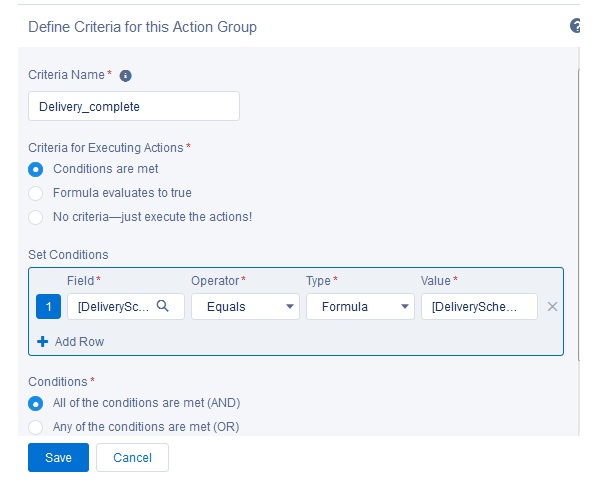 Define Criteria for this Action Group
?
Criteria Name* i
Delivery_complete
Criteria for Executing Actions*
Conditions are met
Formula evaluates to true
No criteria—just execute the actions!
Set Conditions
Field* Operator* Type* Value*
1 [DeliverySc... Equals Formula [DeliverySche...
+ Add Row
Conditions*
All of the conditions are met (AND)
Any of the conditions are met (OR)
Save Cancel